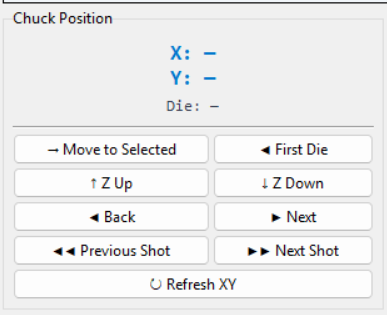 Chuck Position
X: —
Y: —
Die: —
→ Move to Selected
◄ First Die
↑ Z Up
↓ Z Down
◄ Back
► Next
◄◄ Previous Shot
►► Next Shot
↻ Refresh XY